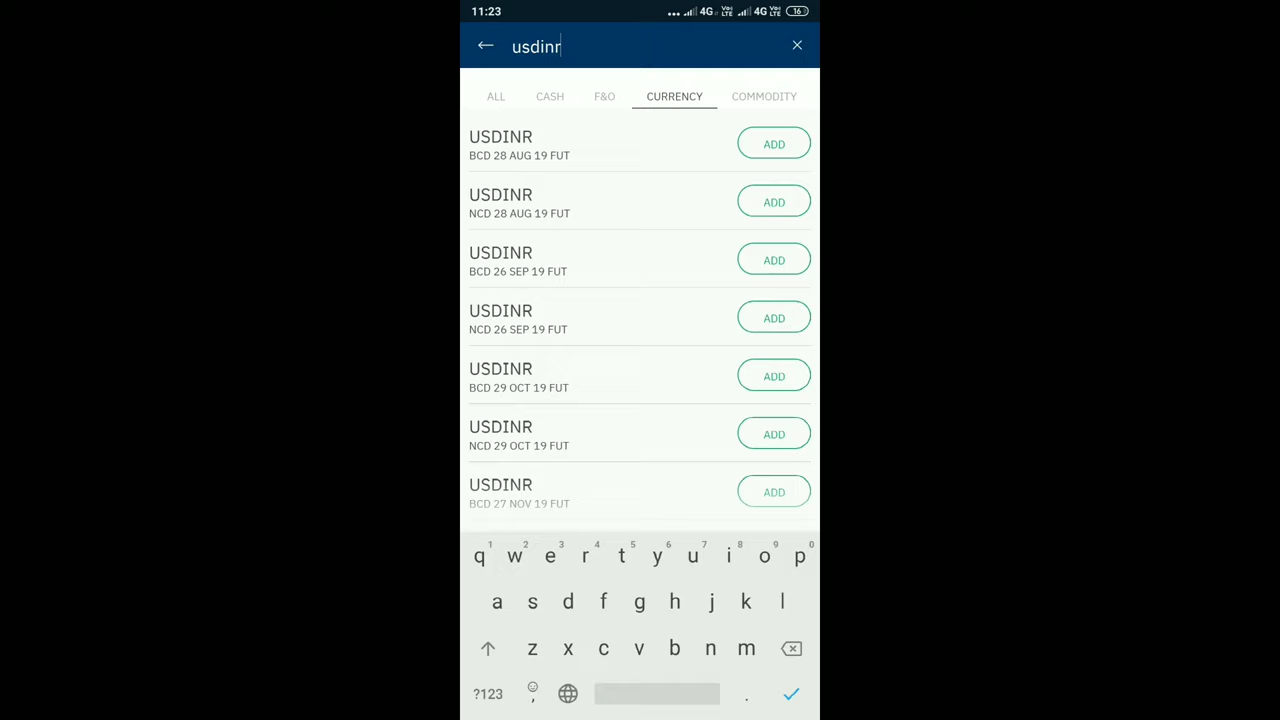 11:23 4G VoLTE 4G VoLTE 16
usdinr
ALL CASH F&O CURRENCY COMMODITY
USDINR
BCD 28 AUG 19 FUT ADD
USDINR
NCD 28 AUG 19 FUT ADD
USDINR
BCD 26 SEP 19 FUT ADD
USDINR
NCD 26 SEP 19 FUT ADD
USDINR
BCD 29 OCT 19 FUT ADD
USDINR
NCD 29 OCT 19 FUT ADD
USDINR
BCD 27 NOV 19 FUT ADD
1 2 3 4 5 6 7 8 9 0
q w e r t y u i o p
a s d f g h j k l
z x c v b n m
?123 , .